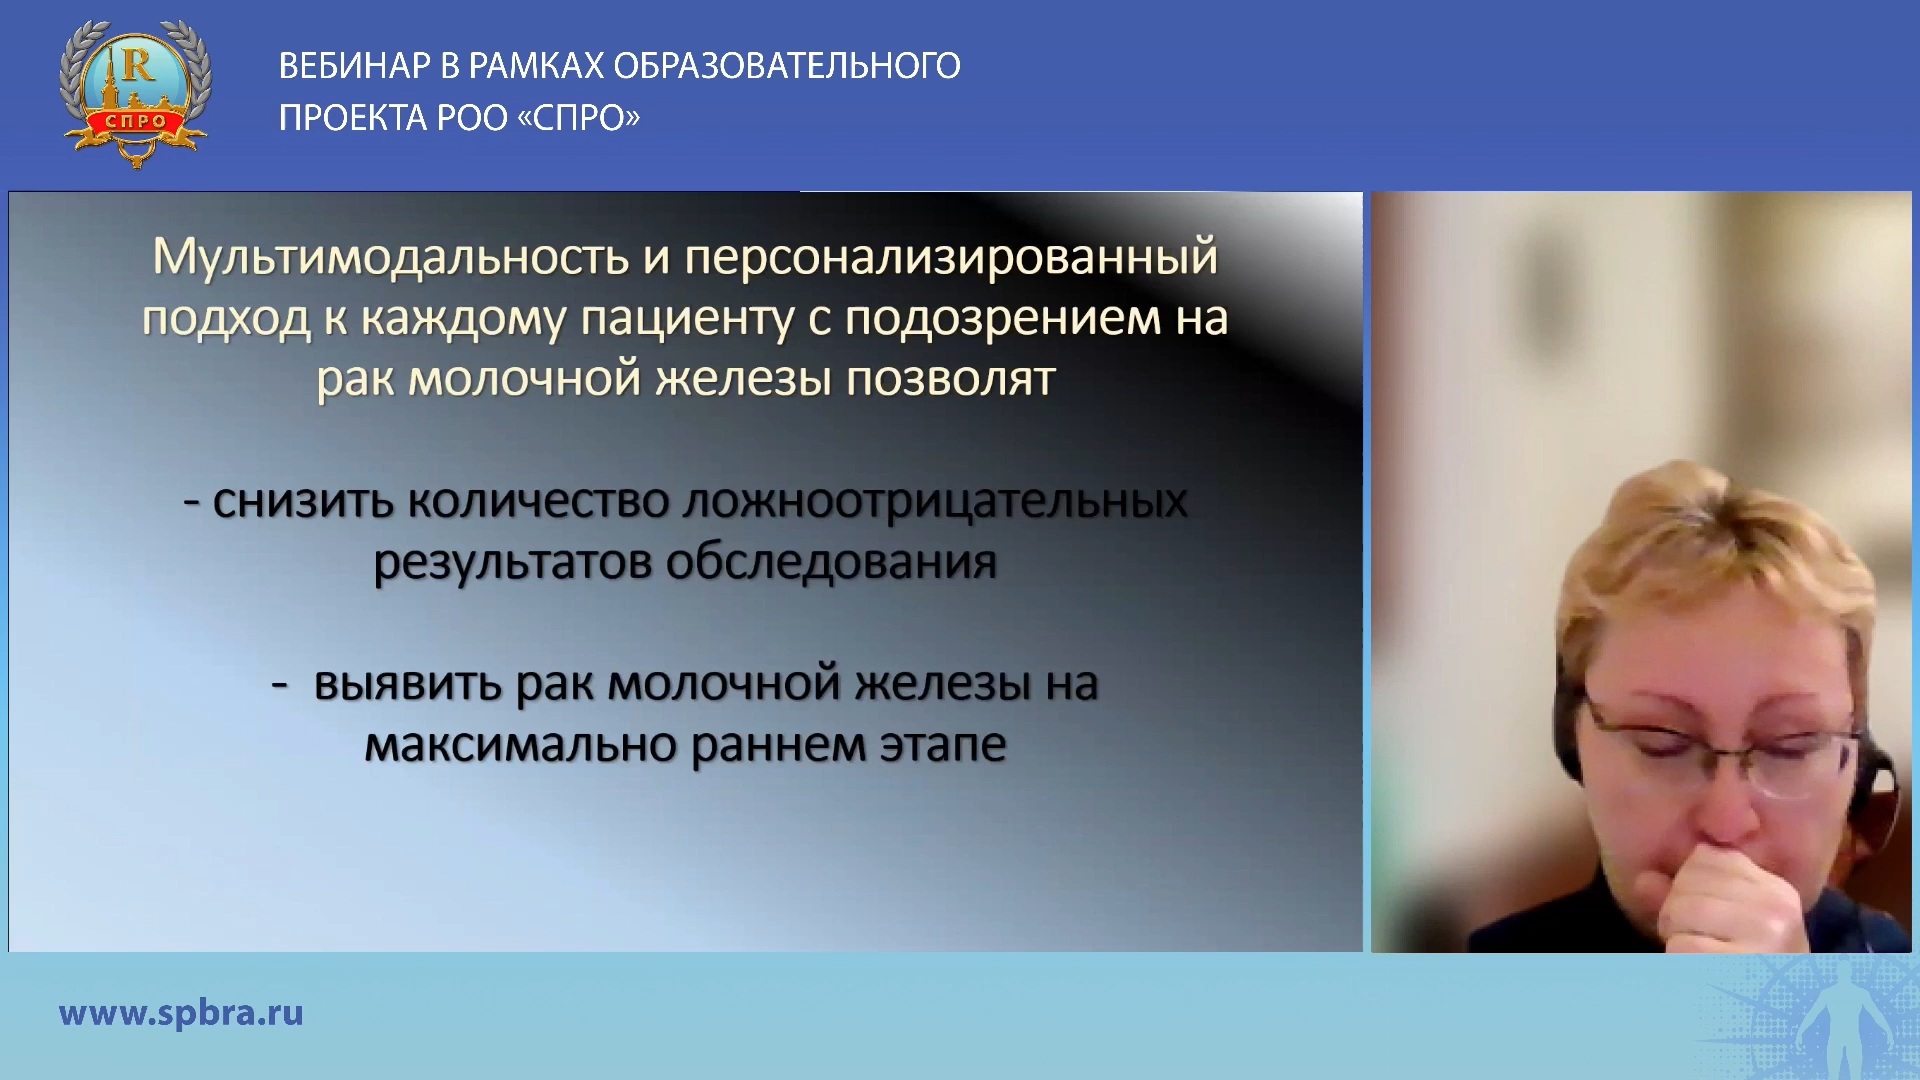 R
СПРО
ВЕБИНАР В РАМКАХ ОБРАЗОВАТЕЛЬНОГО
ПРОЕКТА РОО «СПРО»
Мультимодальность и персонализированный
подход к каждому пациенту с подозрением на
рак молочной железы позволят
- снизить количество ложноотрицательных
результатов обследования
- выявить рак молочной железы на
максимально раннем этапе
www.spbra.ru